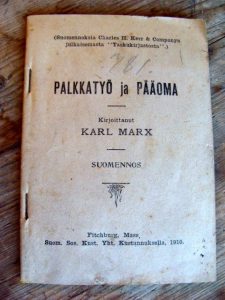 (Suomennoksia Charles H. Kerr & Companyn
julkaisemasta "Taskukirjastosta".)
PALKKATYÖ ja PÄÄOMA
Kirjoittanut
KARL MARX
SUOMENNOS
Fitchburg, Mass.
Suom. Sos. Kust. Yht. Kustannuksella, 1910.